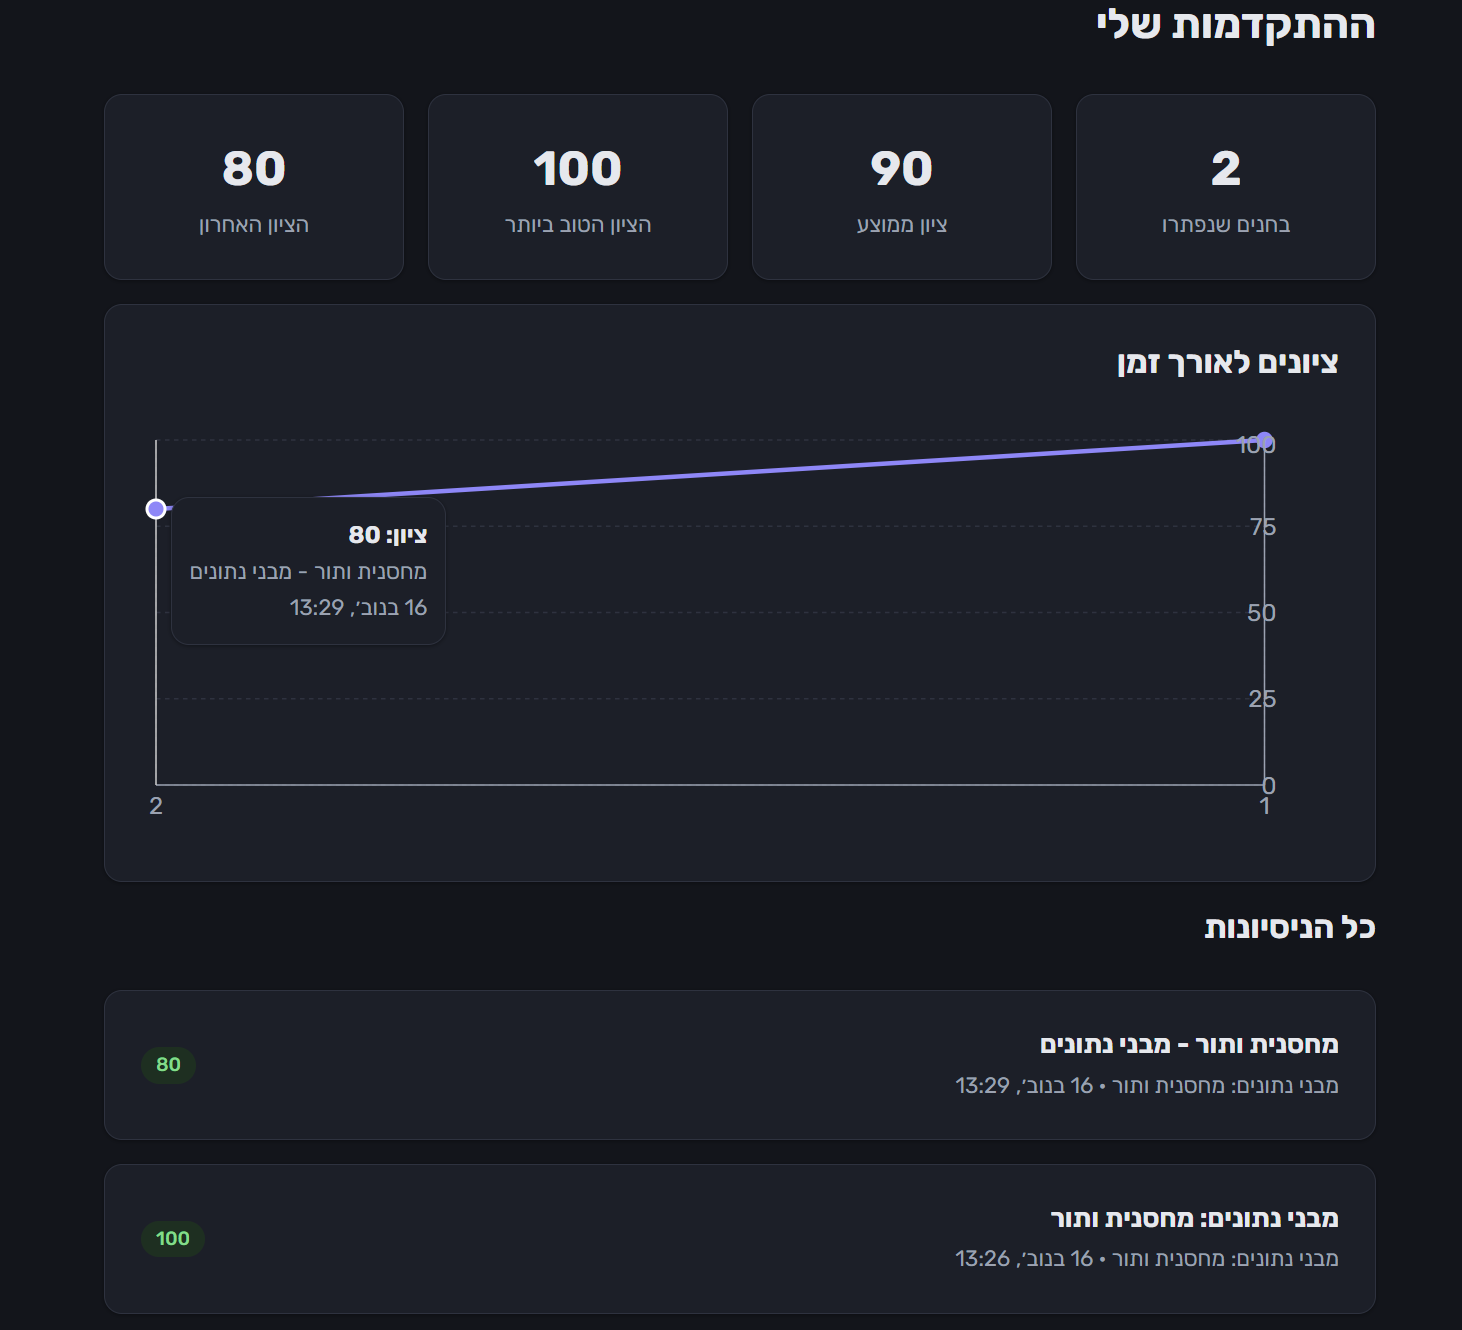 ההתקדמות שלי
2
בחנים שנפתרו
90
ציון ממוצע
100
הציון הטוב ביותר
80
הציון האחרון
ציונים לאורך זמן
100
75
50
25
0
1
2
ציון: 80
מחסנית ותור - מבני נתונים
16 בנוב׳, 13:29
כל הניסיונות
מחסנית ותור - מבני נתונים
מבני נתונים: מחסנית ותור • 16 בנוב׳, 13:29
80
מבני נתונים: מחסנית ותור
מבני נתונים: מחסנית ותור • 16 בנוב׳, 13:26
100